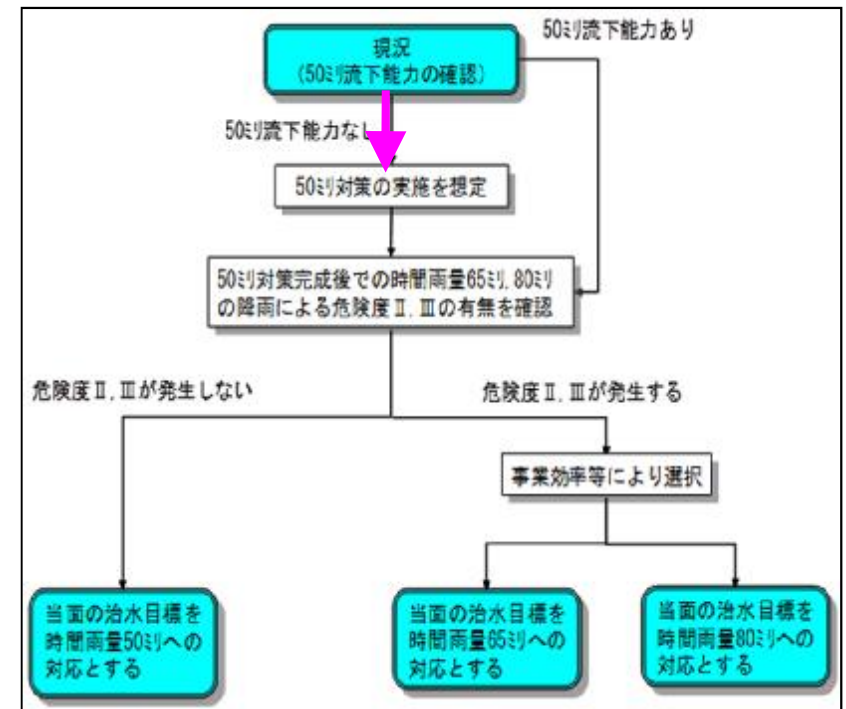 現況
(50ﾐﾘ流下能力の確認)
50ﾐﾘ流下能力あり
50ﾐﾘ流下能力なし
50ﾐﾘ対策の実施を想定
50ﾐﾘ対策完成後での時間雨量65ﾐﾘ,80ﾐﾘ
の降雨による危険度Ⅱ,Ⅲの有無を確認
危険度Ⅱ,Ⅲが発生しない
危険度Ⅱ,Ⅲが発生する
事業効率等により選択
当面の治水目標を
時間雨量50ﾐﾘへの
対応とする
当面の治水目標を
時間雨量65ﾐﾘへの
対応とする
当面の治水目標を
時間雨量80ﾐﾘへの
対応とする